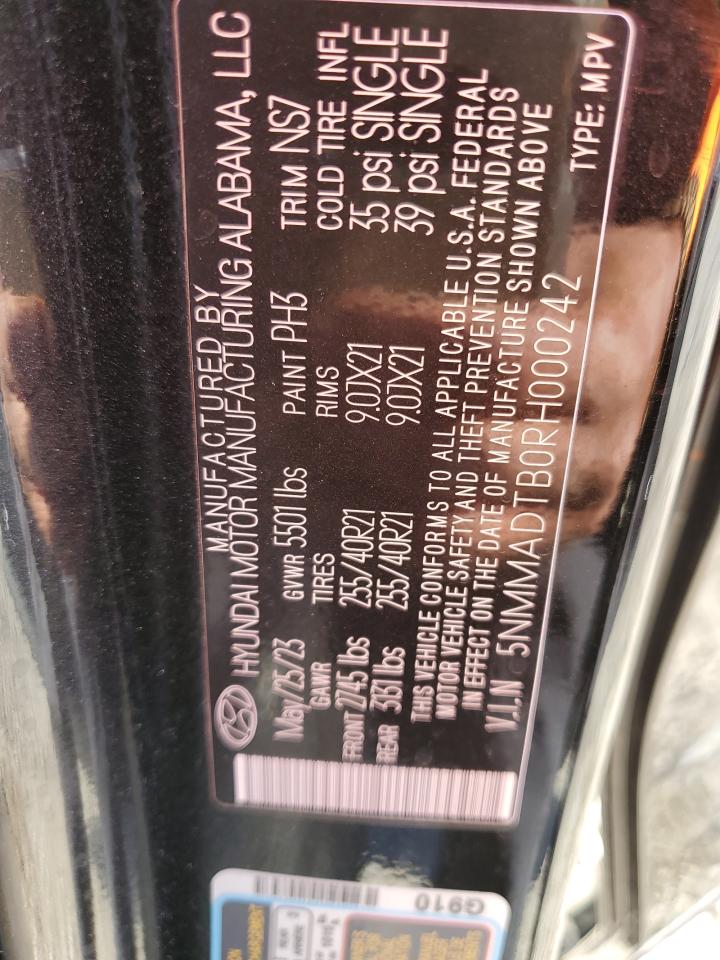 MANUFACTURED BY
HYUNDAI MOTOR MANUFACTURING ALABAMA, LLC
May/25/23 GVWR 5501 lbs PAINT PH3 TRIM NS7
GAWR TIRES RIMS COLD TIRE INFL
FRONT 2745 lbs 255/40R21 9.0JX21 35 psi SINGLE
REAR 3131 lbs 255/40R21 9.0JX21 39 psi SINGLE
THIS VEHICLE CONFORMS TO ALL APPLICABLE U.S.A. FEDERAL
MOTOR VEHICLE SAFETY AND THEFT PREVENTION STANDARDS
IN EFFECT ON THE DATE OF MANUFACTURE SHOWN ABOVE
V.I.N 5NMMADTB0RH000242
TYPE: MPV
G910